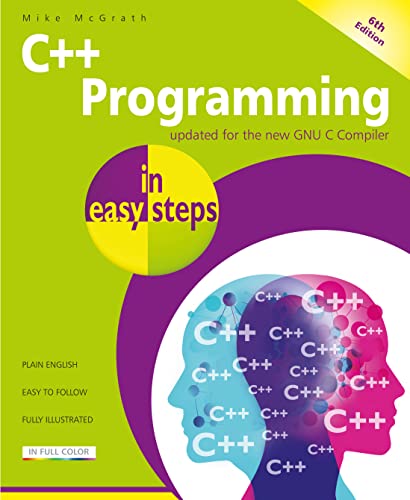 Mike McGrath
6th
Edition
C++
Programming
updated for the new GNU C Compiler
in
easy steps
C++
C++
C++
C++
C++
C++
C++
C++
C++
C++
PLAIN ENGLISH
EASY TO FOLLOW
FULLY ILLUSTRATED
IN FULL COLOR